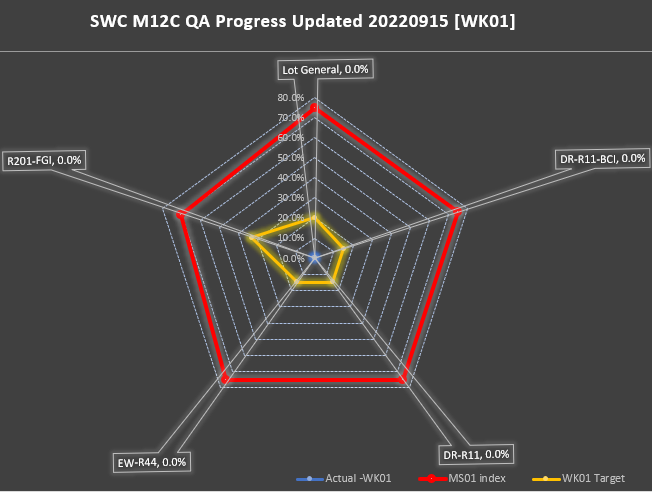 SWC M12C QA Progress Updated 20220915 [WK01]
Lot General, 0.0%
80.0%
70.0%
60.0%
50.0%
40.0%
30.0%
20.0%
10.0%
0.0%
R201-FGI, 0.0%
DR-R11-BCI, 0.0%
EW-R44, 0.0%
DR-R11, 0.0%
Actual -WK01
MS01 index
WK01 Target